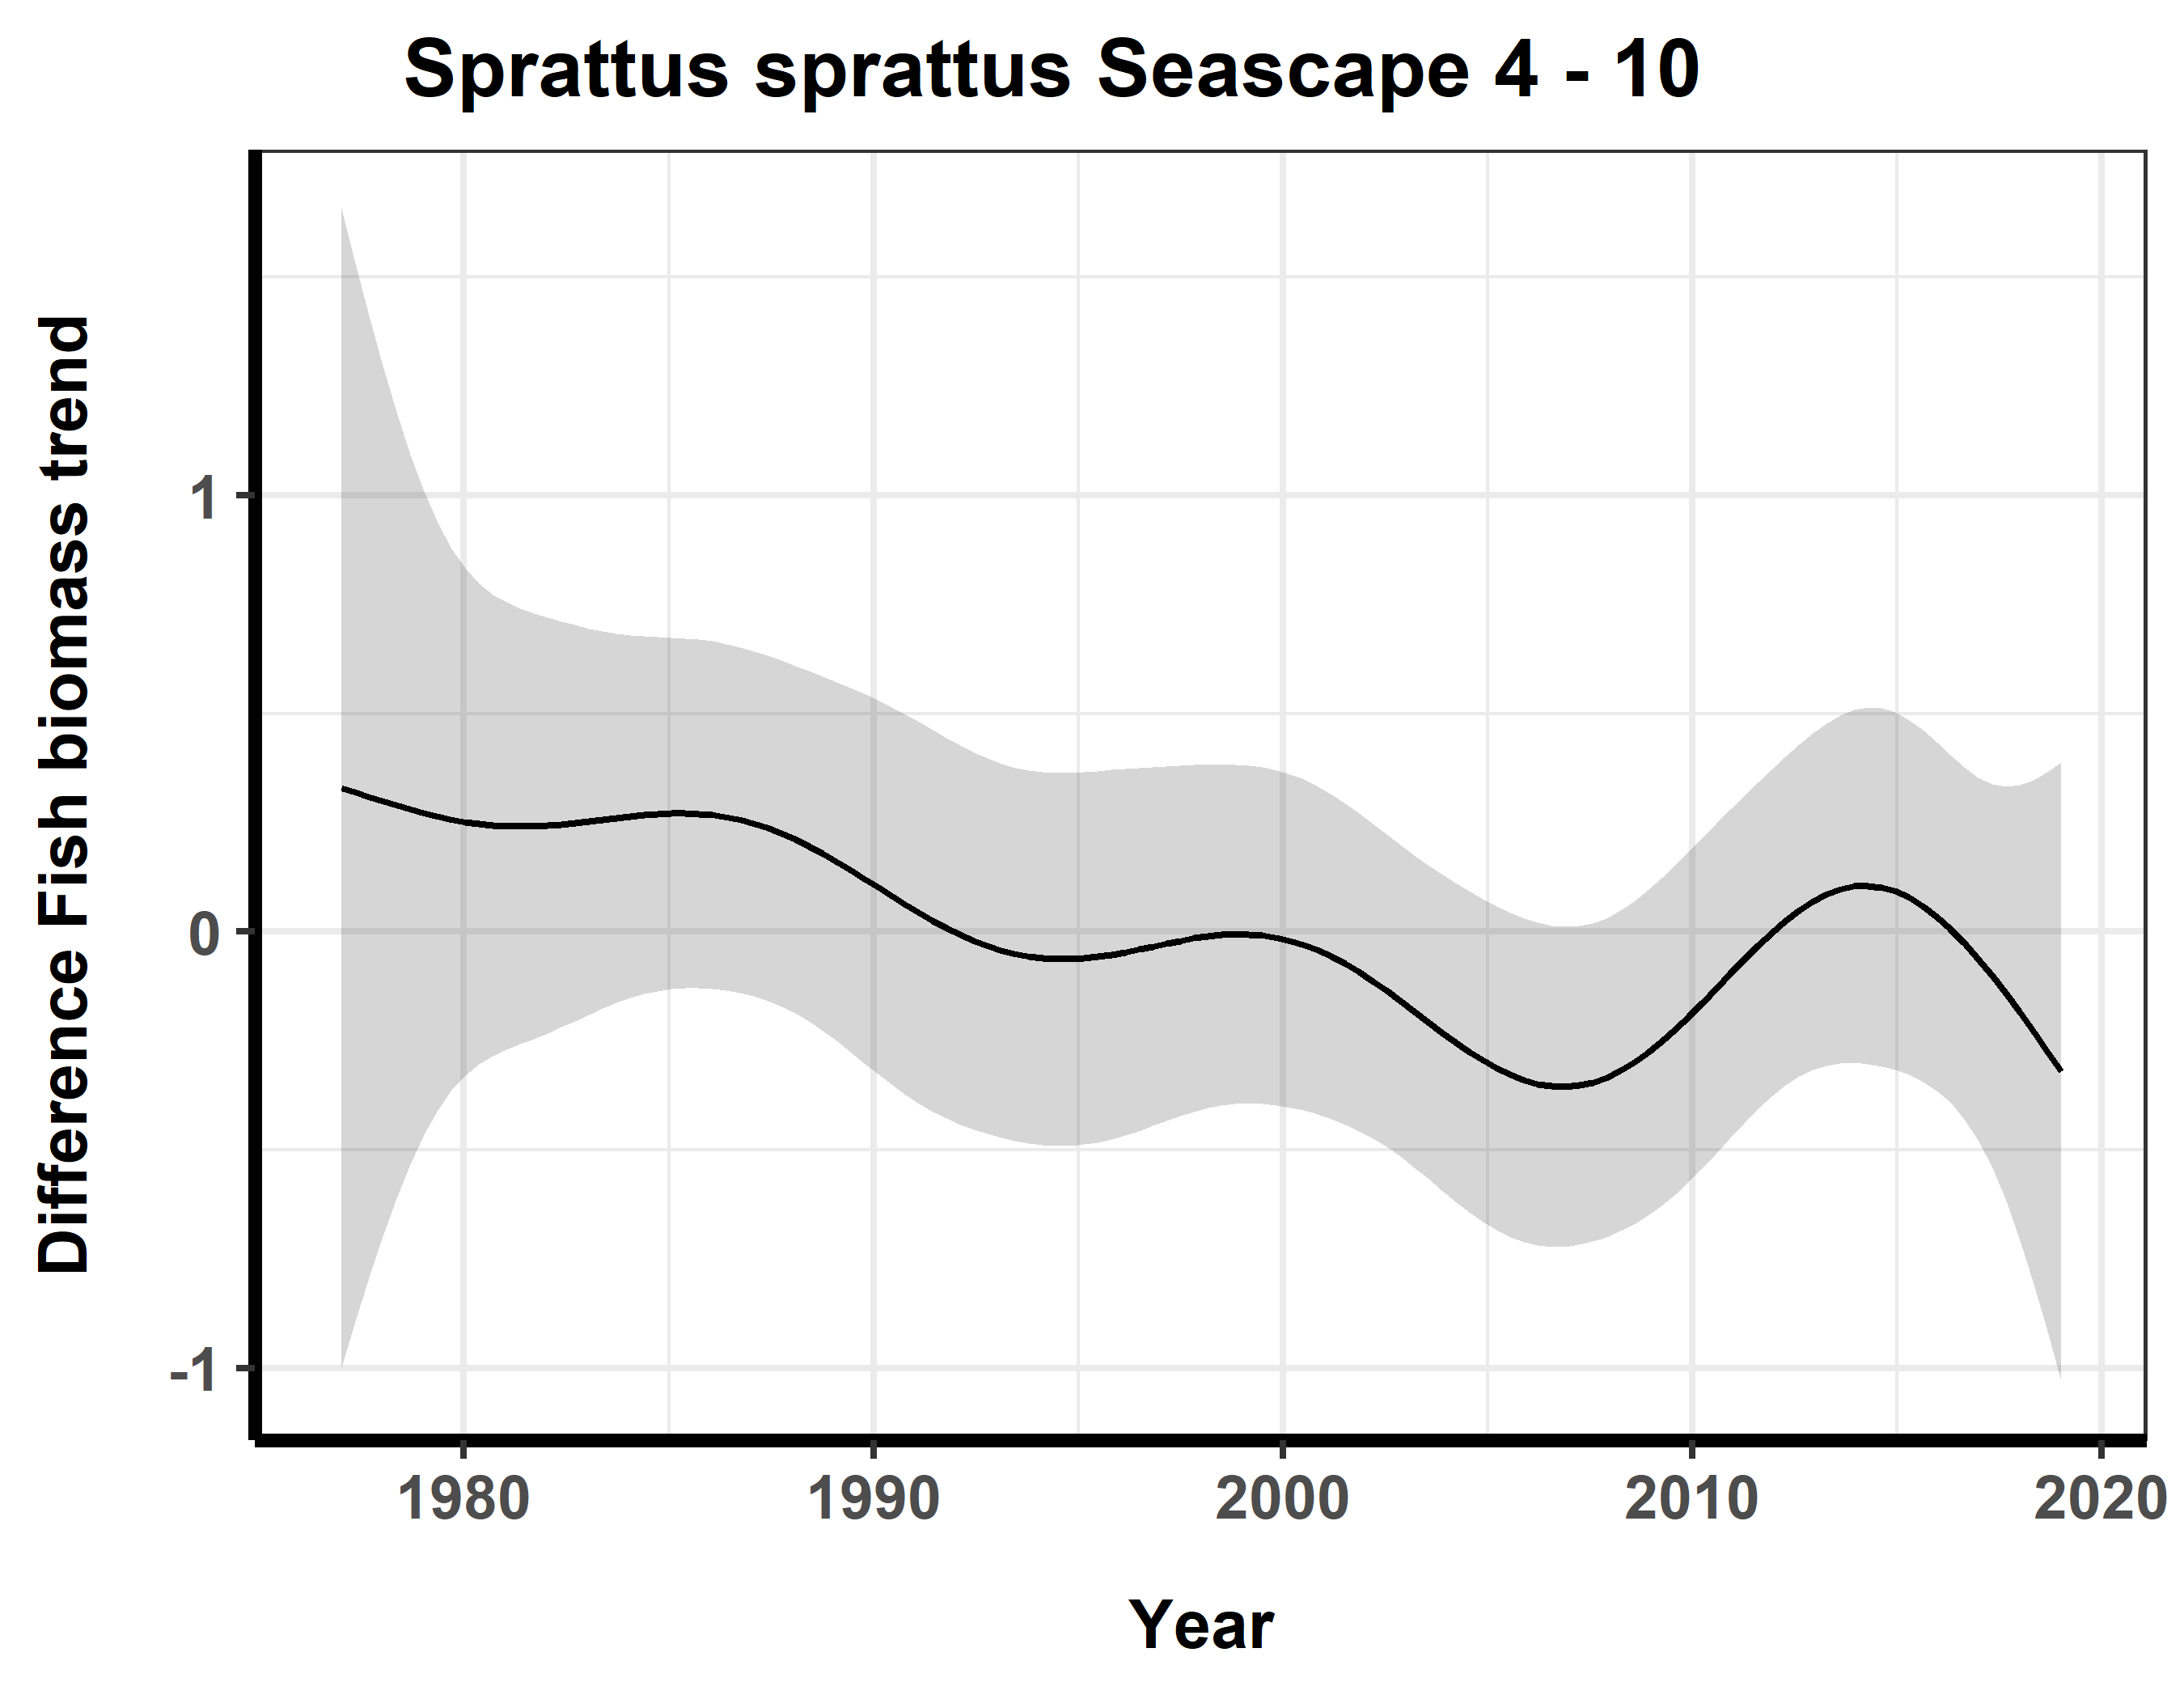 Sprattus sprattus Seascape 4 - 10
Difference Fish biomass trend
1
0
-1
1980 1990 2000 2010 2020
Year